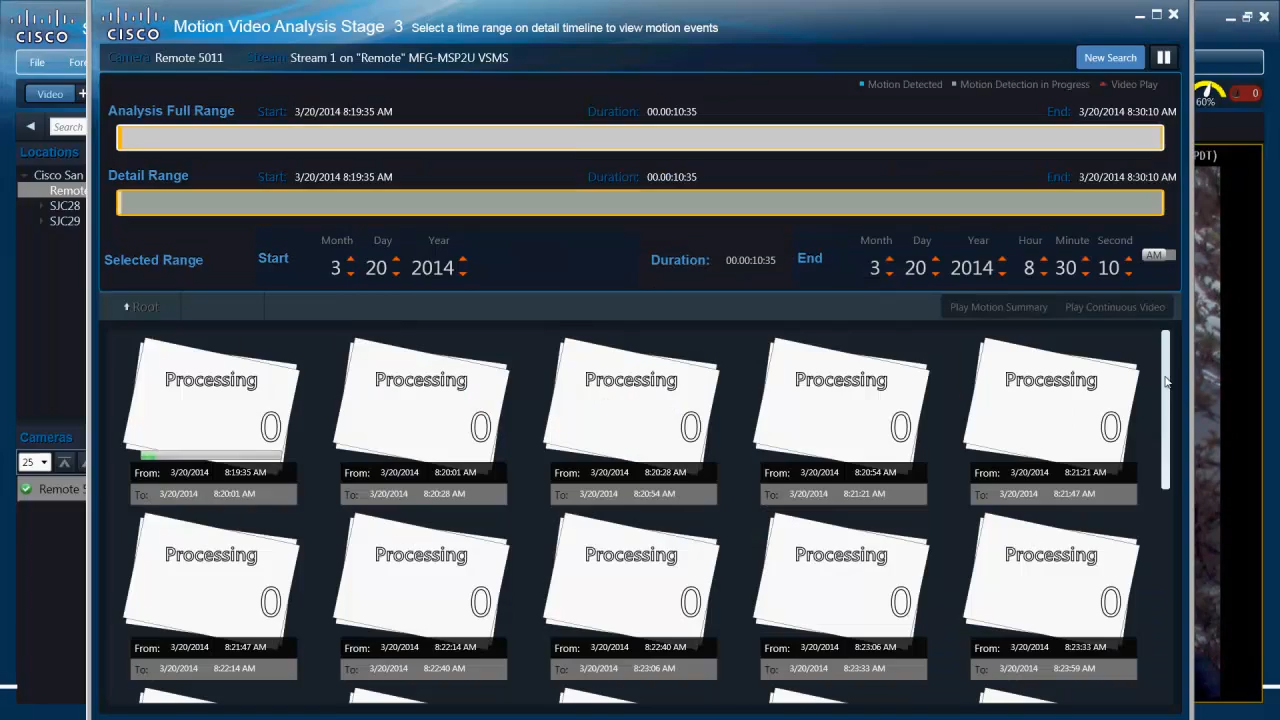 CISCO
CISCO
Motion Video Analysis Stage 3 Select a time range on detail timeline to view motion events
File
Camera Remote 5011 Stream Stream 1 on "Remote" MFG-MSP2U VSMS
New Search
Motion Detected Motion Detection in Progress Video Play
Video +
60%
0
Analysis Full Range Start: 3/20/2014 8:19:35 AM Duration: 00.00:10:35 End: 3/20/2014 8:30:10 AM
Search
Locations
PDT)
Detail Range Start: 3/20/2014 8:19:35 AM Duration: 00.00:10:35 End: 3/20/2014 8:30:10 AM
Cisco San
Remote
SJC28
SJC29
Month Day Year Month Day Year Hour Minute Second
Selected Range Start 3 20 2014 Duration: 00.00:10:35 End 3 20 2014 8 30 10 AM
Root
Play Motion Summary Play Continuous Video
Processing Processing Processing Processing Processing
0 0 0 0 0
Cameras
25
Remote 5
From: 3/20/2014 8:19:35 AM From: 3/20/2014 8:20:01 AM From: 3/20/2014 8:20:28 AM From: 3/20/2014 8:20:54 AM From: 3/20/2014 8:21:21 AM
To: 3/20/2014 8:20:01 AM To: 3/20/2014 8:20:28 AM To: 3/20/2014 8:20:54 AM To: 3/20/2014 8:21:21 AM To: 3/20/2014 8:21:47 AM
Processing Processing Processing Processing Processing
0 0 0 0 0
From: 3/20/2014 8:21:47 AM From: 3/20/2014 8:22:14 AM From: 3/20/2014 8:22:40 AM From: 3/20/2014 8:23:06 AM From: 3/20/2014 8:23:33 AM
To: 3/20/2014 8:22:14 AM To: 3/20/2014 8:22:40 AM To: 3/20/2014 8:23:06 AM To: 3/20/2014 8:23:33 AM To: 3/20/2014 8:23:59 AM